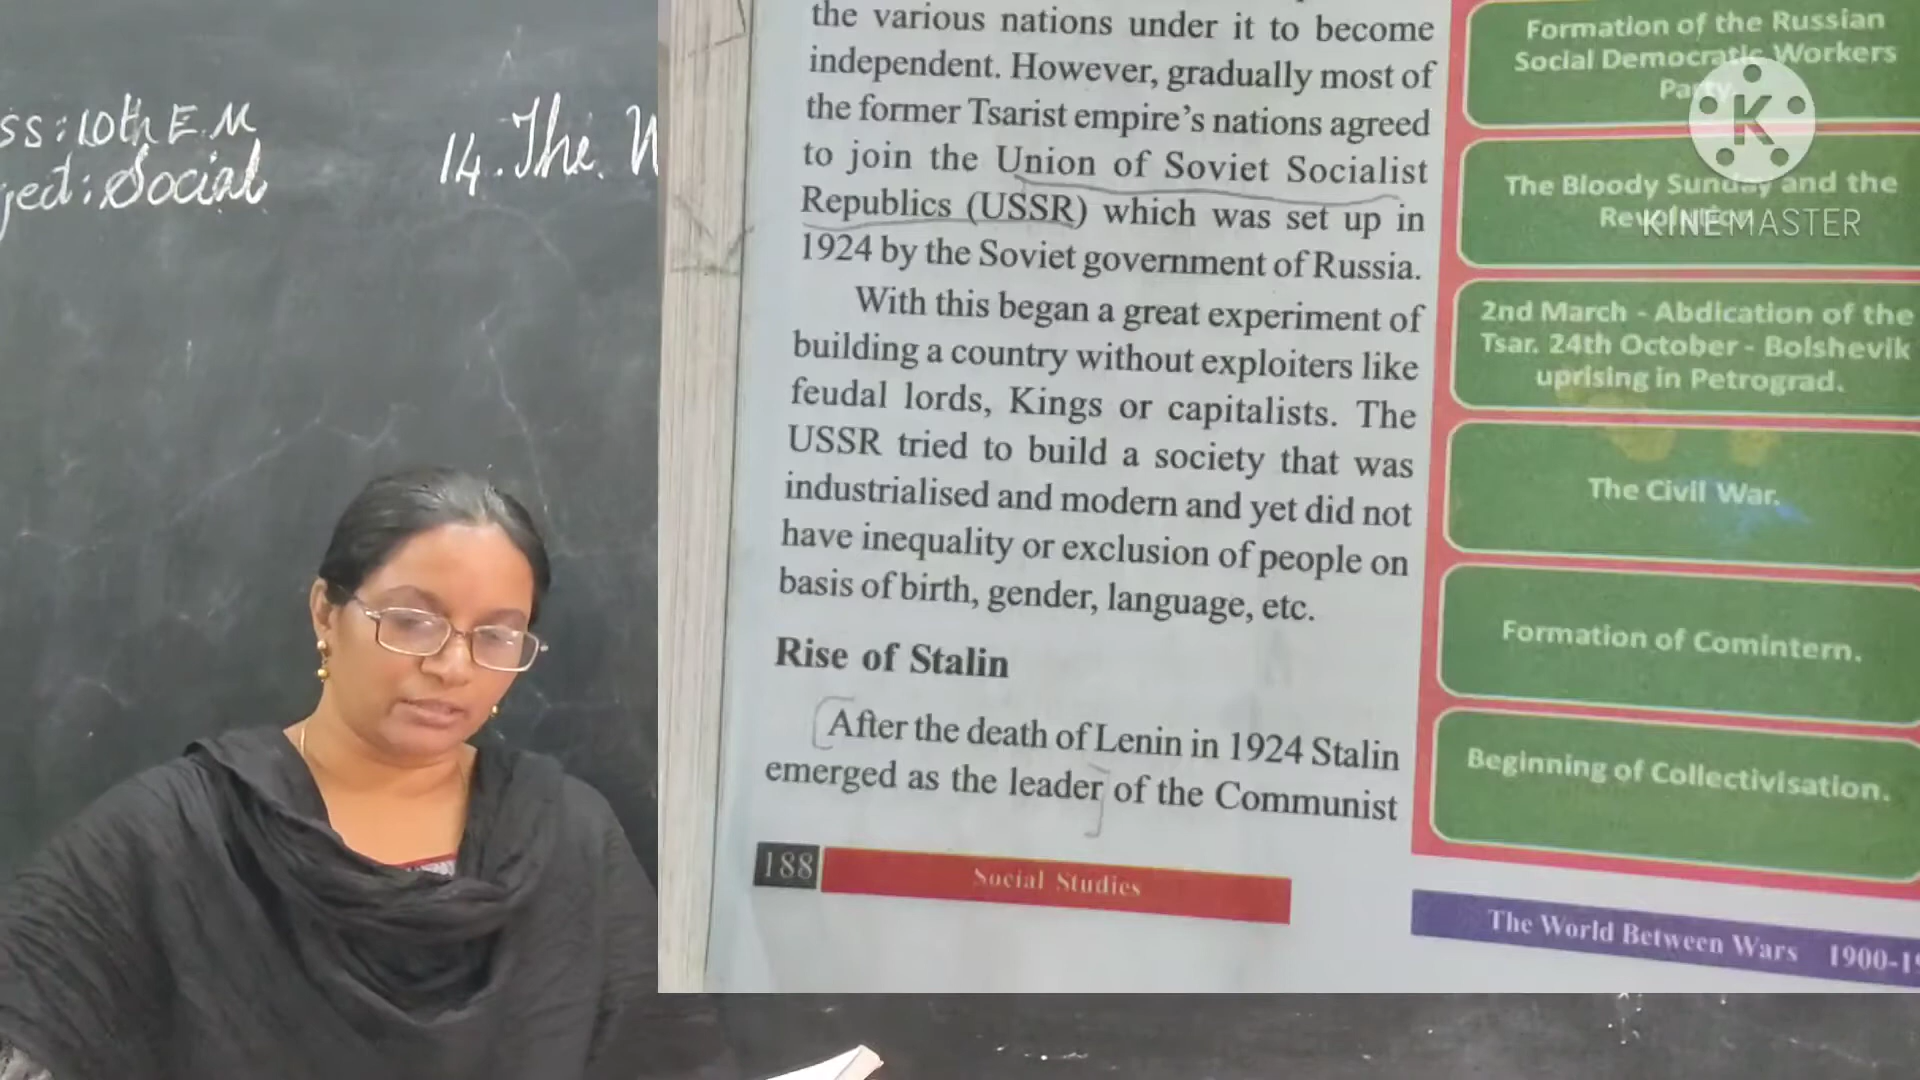 ss: 10th E.M
ject: Social
14. The W
the various nations under it to become
independent. However, gradually most of
the former Tsarist empire's nations agreed
to join the Union of Soviet Socialist
Republics (USSR) which was set up in
1924 by the Soviet government of Russia.
With this began a great experiment of
building a country without exploiters like
feudal lords, Kings or capitalists. The
USSR tried to build a society that was
industrialised and modern and yet did not
have inequality or exclusion of people on
basis of birth, gender, language, etc.
Rise of Stalin
After the death of Lenin in 1924 Stalin
emerged as the leader of the Communist
188
Social Studies
Formation of the Russian
Social Democratic Workers
Party.
The Bloody Sunday and the
Revolution
K
KINEMASTER
2nd March - Abdication of the
Tsar. 24th October - Bolshevik
uprising in Petrograd.
The Civil War.
Formation of Comintern.
Beginning of Collectivisation.
The World Between Wars 1900-19